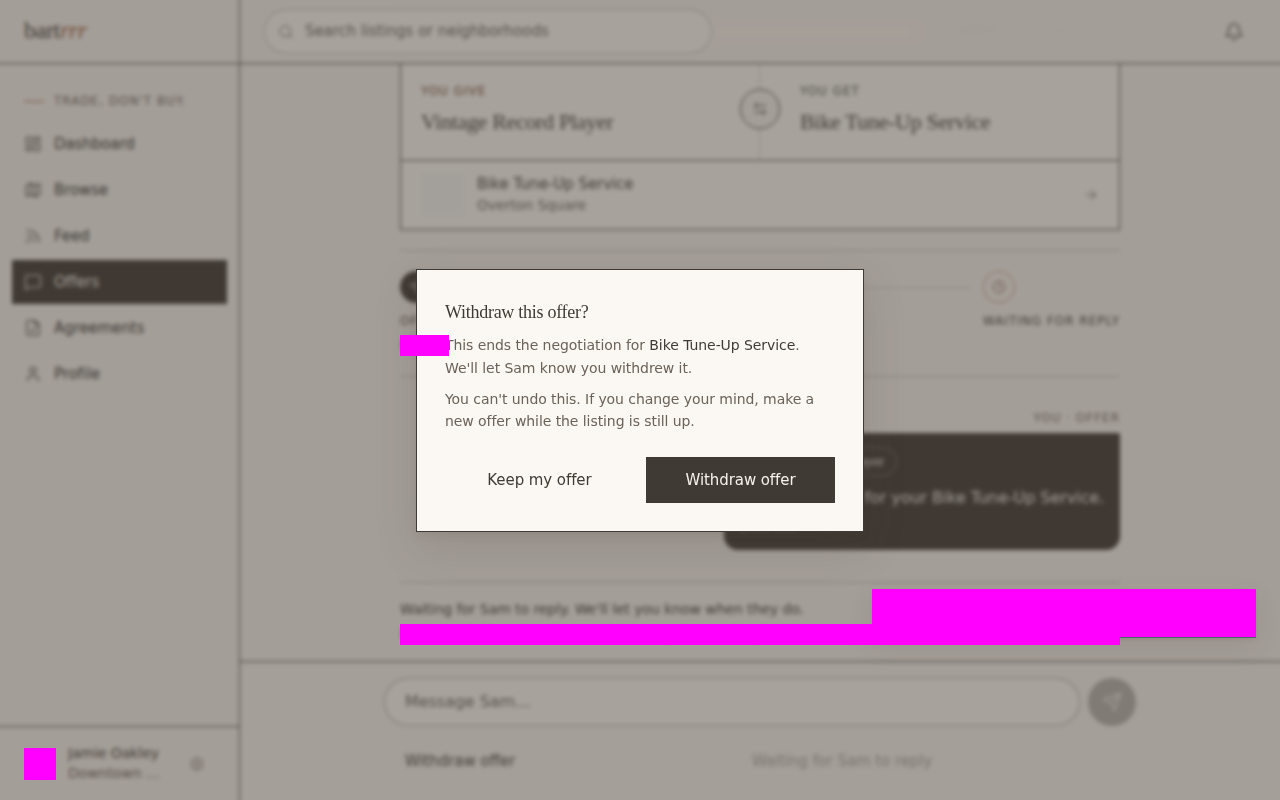 bartrrr
Search listings or neighborhoods
TRADE. DON'T BUY.
Dashboard
Browse
Feed
Offers
Agreements
Profile
Jamie Oakley
Downtown ...
YOU GIVE
Vintage Record Player
YOU GET
Bike Tune-Up Service
Bike Tune-Up Service
Overton Square
WAITING FOR REPLY
Withdraw this offer?
This ends the negotiation for Bike Tune-Up Service.
We'll let Sam know you withdrew it.
You can't undo this. If you change your mind, make a
new offer while the listing is still up.
Keep my offer
Withdraw offer
YOU · OFFER
for your Bike Tune-Up Service.
Waiting for Sam to reply. We'll let you know when they do.
Message Sam...
Withdraw offer
Waiting for Sam to reply